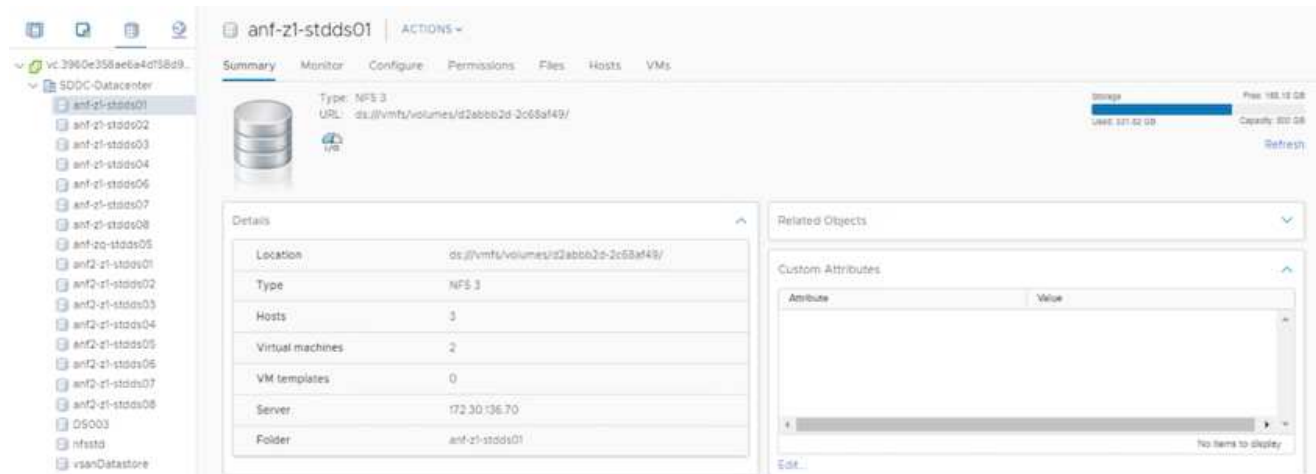 anf-z1-stdds01 ACTIONS
vc.3960e358ae6a4d158d9...
SDDC-Datacenter
anf-z1-stdds01
anf-z1-stdds02
anf-z1-stdds03
anf-z1-stdds04
anf-z1-stdds06
anf-z1-stdds07
anf-z1-stdds08
anf-zq-stdds05
anf2-z1-stdds01
anf2-z1-stdds02
anf2-z1-stdds03
anf2-z1-stdds04
anf2-z1-stdds05
anf2-z1-stdds06
anf2-z1-stdds07
anf2-z1-stdds08
DS003
nfsstd
vsanDatastore
Summary Monitor Configure Permissions Files Hosts VMs
Type: NFS 3
URL: ds:///vmfs/volumes/d2abbb2d-2c68af49/
Storage Free: 168.18 GB
Used: 331.82 GB Capacity: 500 GB
Refresh
Details
Location ds:///vmfs/volumes/d2abbb2d-2c68af49/
Type NFS 3
Hosts 3
Virtual machines 2
VM templates 0
Server 172.30.136.70
Folder anf-z1-stdds01
Related Objects
Custom Attributes
Attribute Value
No items to display
Edit...